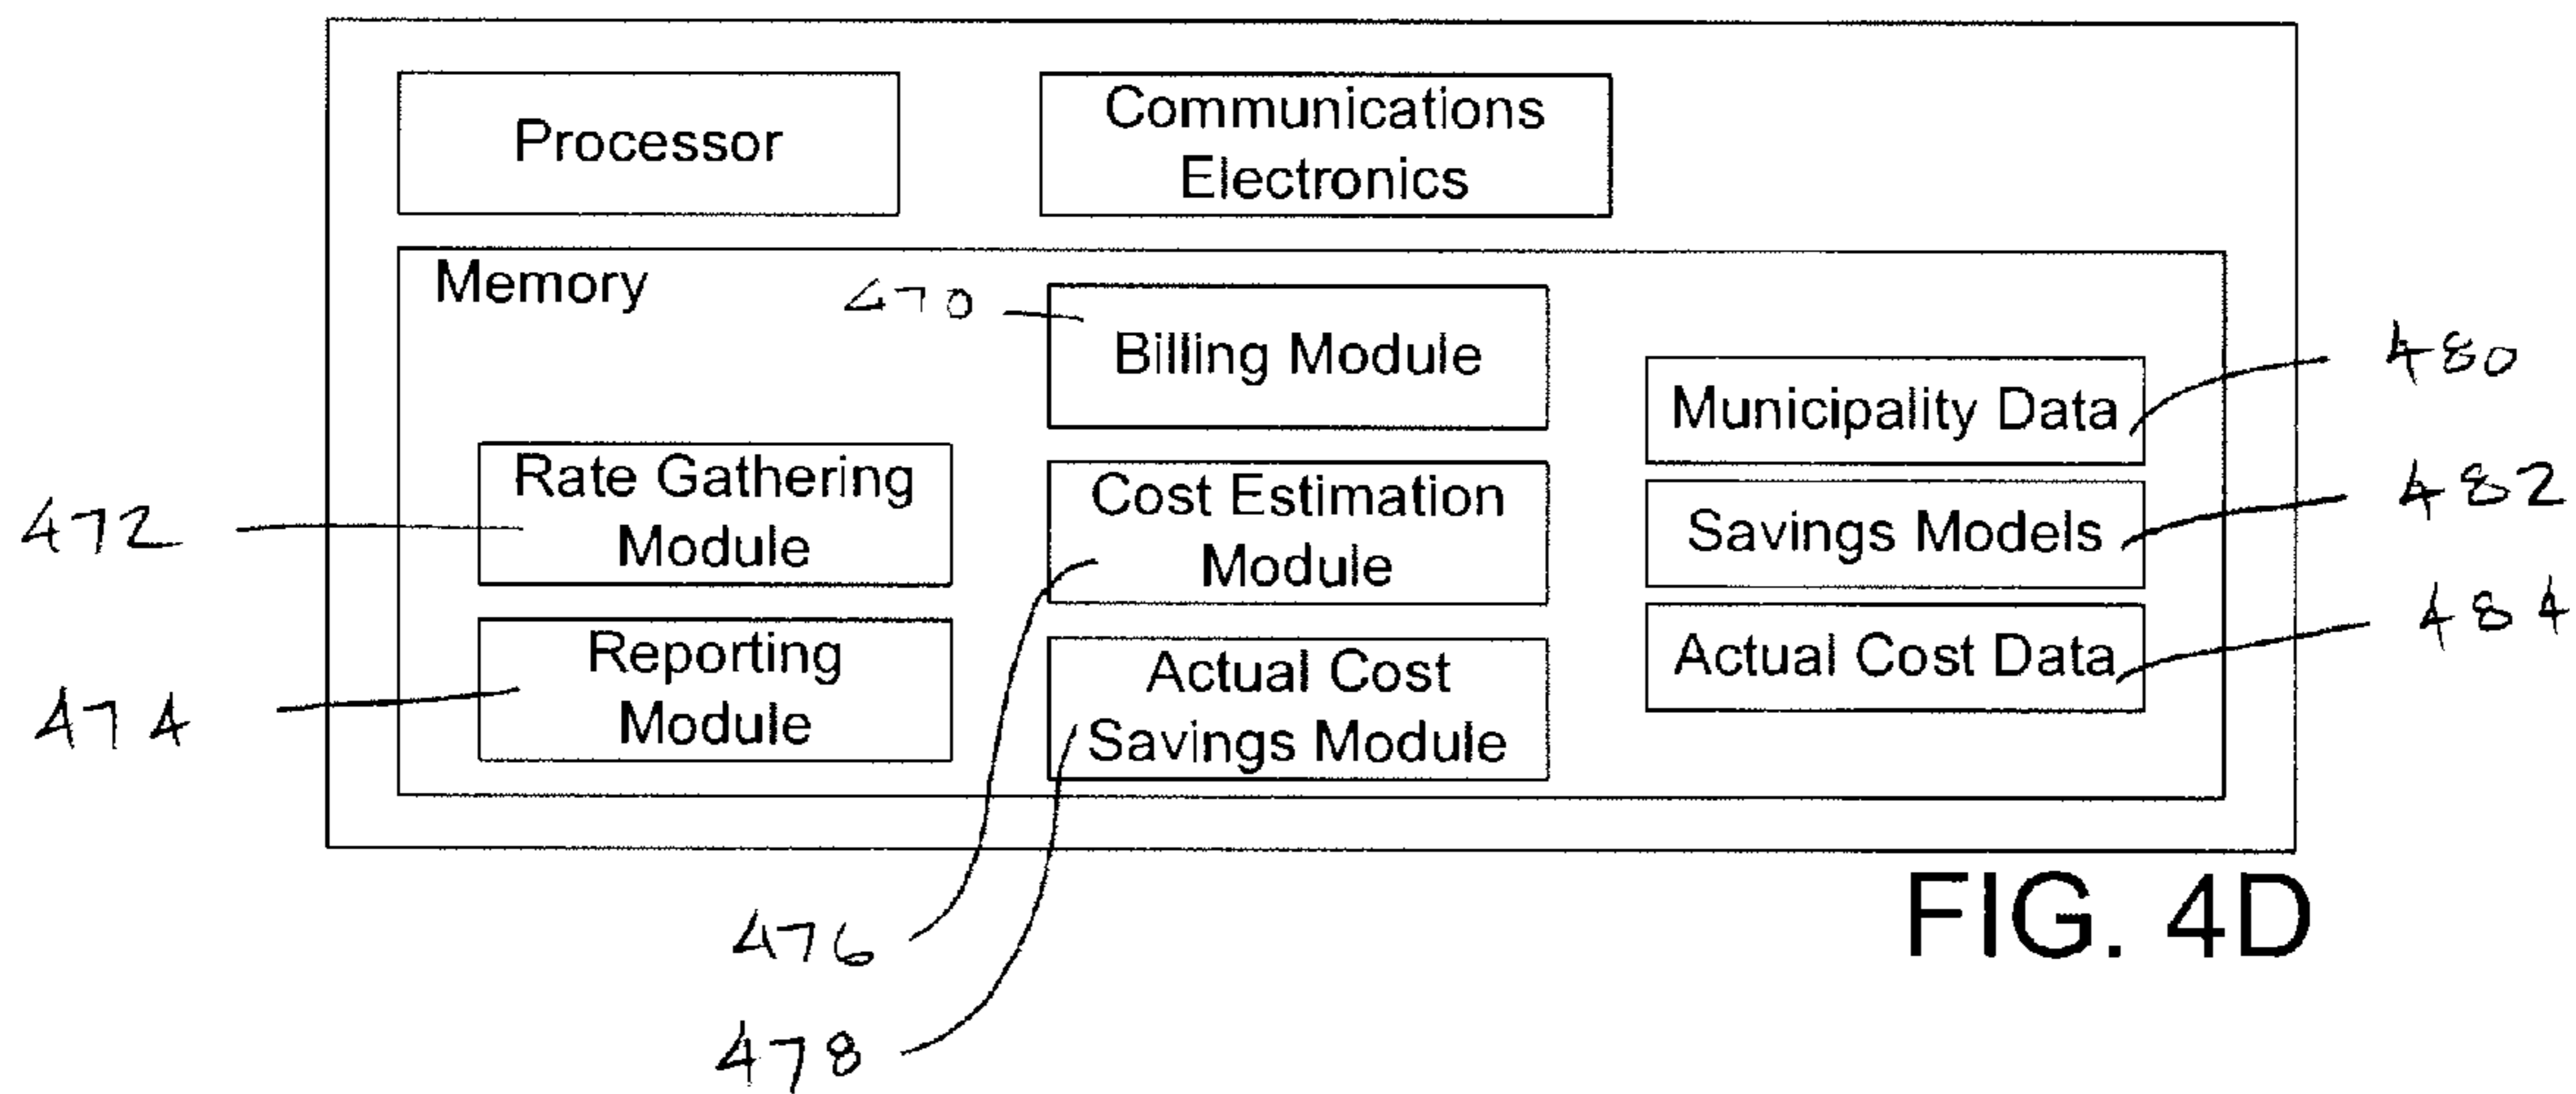 Processor
Communications
Electronics
Memory
470
Billing Module
480
Municipality Data
472
Rate Gathering
Module
Cost Estimation
Module
482
Savings Models
474
Reporting
Module
Actual Cost
Savings Module
484
Actual Cost Data
476
478
FIG. 4D